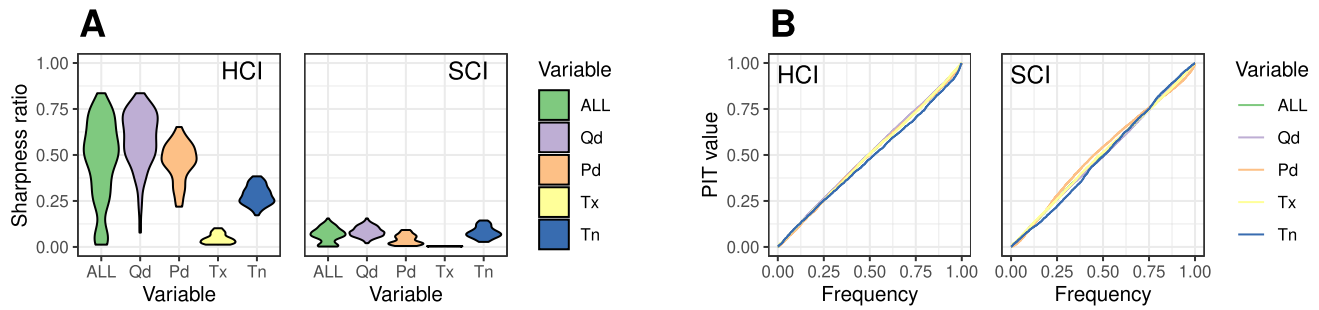 A
HCI
SCI
Sharpness ratio
1.00
0.75
0.50
0.25
0.00
ALL Qd Pd Tx Tn
Variable
ALL Qd Pd Tx Tn
Variable
Variable
ALL
Qd
Pd
Tx
Tn
B
HCI
SCI
PIT value
1.00
0.75
0.50
0.25
0.00
0.00 0.25 0.50 0.75 1.00
Frequency
0.00 0.25 0.50 0.75 1.00
Frequency
Variable
ALL
Qd
Pd
Tx
Tn